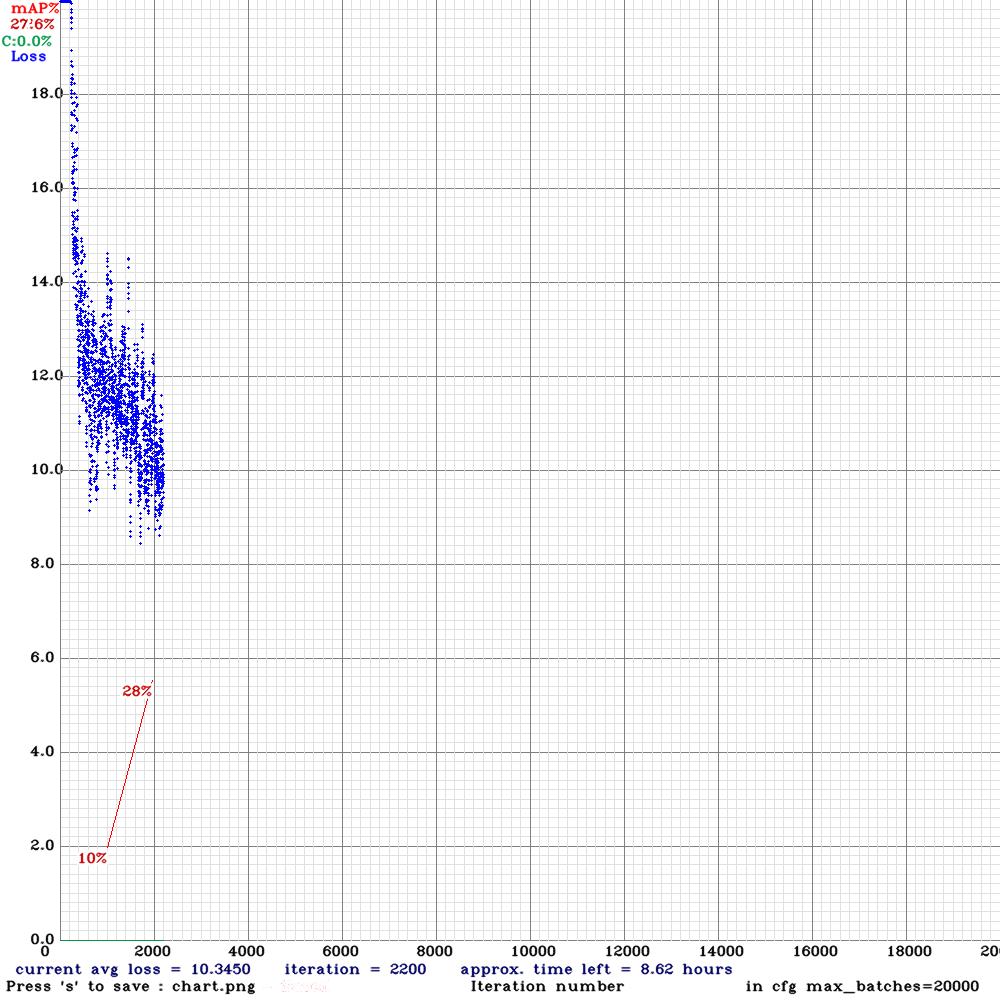 mAP%
27.6%
C:0.0%
Loss
18.0
16.0
14.0
12.0
10.0
8.0
6.0
28%
4.0
2.0
10%
0.0
0 2000 4000 6000 8000 10000 12000 14000 16000 18000 20
current avg loss = 10.3450 iteration = 2200 approx. time left = 8.62 hours
Press 's' to save : chart.png Iteration number in cfg max_batches=20000